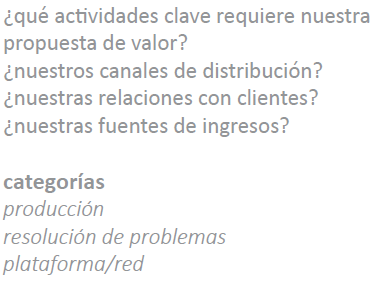 ¿qué actividades clave requiere nuestra
propuesta de valor?
¿nuestros canales de distribución?
¿nuestras relaciones con clientes?
¿nuestras fuentes de ingresos?
categorías
producción
resolución de problemas
plataforma/red